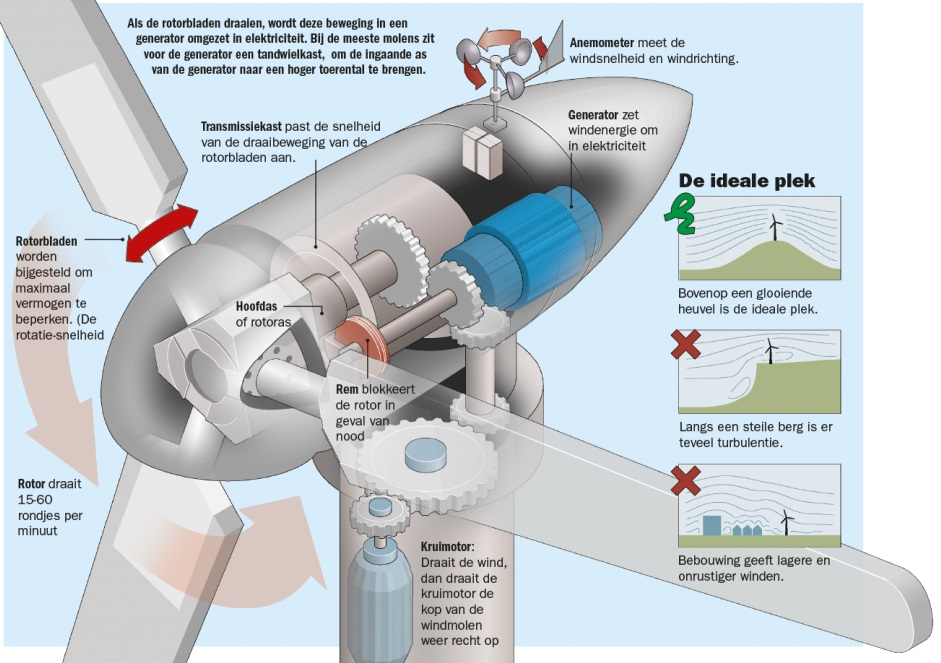 Als de rotorbladen draaien, wordt deze beweging in een
generator omgezet in elektriciteit. Bij de meeste molens zit
voor de generator een tandwielkast, om de ingaande as
van de generator naar een hoger toerental te brengen.
Anemometer meet de
windsnelheid en windrichting.
Transmissiekast past de snelheid
van de draaibeweging van de
rotorbladen aan.
Generator zet
windenergie om
in elektriciteit
De ideale plek
Rotorbladen
worden
bijgesteld om
maximaal
vermogen te
beperken. (De
rotatie-snelheid
Hoofdas
of rotoras
Bovenop een glooiende
heuvel is de ideale plek.
Rem blokkeert
de rotor in
geval van
nood
Langs een steile berg is er
teveel turbulentie.
Rotor draait
15-60
rondjes per
minuut
Kruimotor:
Draait de wind,
dan draait de
kruimotor de
kop van de
windmolen
weer recht op
Bebouwing geeft lagere en
onrustiger winden.